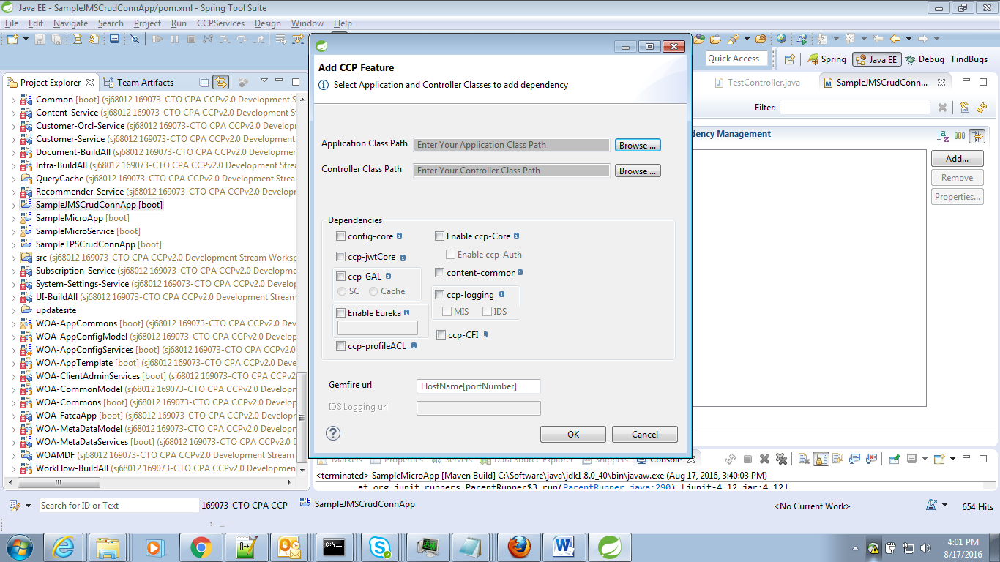 Java EE - SampleJMSCrudConnApp/pom.xml - Spring Tool Suite
File Edit Navigate Search Project Run CCPServices Design Window Help
Quick Access
Spring
Java EE
Debug
FindBugs
Project Explorer
Team Artifacts
Common [boot] (sj68012 169073-CTO CPA CCPv2.0 Development S
Content-Service (sj68012 169073-CTO CPA CCPv2.0 Development St
Customer-Orcl-Service (sj68012 169073-CTO CPA CCPv2.0 Develop
Customer-Service (sj68012 169073-CTO CPA CCPv2.0 Development
Document-BuildAll (sj68012 169073-CTO CPA CCPv2.0 Developmen
Infra-BuildAll (sj68012 169073-CTO CPA CCPv2.0 Development Stre
QueryCache (sj68012 169073-CTO CPA CCPv2.0 Development Strea
Recommender-Service (sj68012 169073-CTO CPA CCPv2.0 Developm
SampleJMSCrudConnApp [boot]
SampleMicroApp [boot]
SampleMicroService [boot]
SampleTPSCrudConnApp [boot]
src (sj68012 169073-CTO CPA CCPv2.0 Development Stream Worksp
Subscription-Service (sj68012 169073-CTO CPA CCPv2.0 Developme
System-Settings-Service (sj68012 169073-CTO CPA CCPv2.0 Develo
UI-BuildAll (sj68012 169073-CTO CPA CCPv2.0 Development Stream
updatesite
WOA-AppCommons [boot] (sj68012 169073-CTO CPA CCPv2.0 Dev
WOA-AppConfigModel (sj68012 169073-CTO CPA CCPv2.0 Develop
WOA-AppConfigServices [boot] (sj68012 169073-CTO CPA CCPv2.0
WOA-AppTemplate [boot] (sj68012 169073-CTO CPA CCPv2.0 Devel
WOA-ClientAdminServices [boot] (sj68012 169073-CTO CPA CCPv2
WOA-CommonModel (sj68012 169073-CTO CPA CCPv2.0 Developm
WOA-Commons [boot] (sj68012 169073-CTO CPA CCPv2.0 Develop
WOA-FatcaApp [boot] (sj68012 169073-CTO CPA CCPv2.0 Develop
WOA-MetaDataModel (sj68012 169073-CTO CPA CCPv2.0 Develop
WOA-MetaDataServices [boot] (sj68012 169073-CTO CPA CCPv2.0 D
WOAMDF (sj68012 169073-CTO CPA CCPv2.0 Development Stream
WorkFlow-BuildAll (sj68012 169073-CTO CPA CCPv2.0 Developmen
Add CCP Feature
Select Application and Controller Classes to add dependency
Application Class Path Enter Your Application Class Path Browse ...
Controller Class Path Enter Your Controller Class Path Browse ...
Dependencies
config-core Enable ccp-Core
Enable ccp-Auth
ccp-jwtCore
content-common
ccp-GAL
SC Cache
ccp-logging
MIS IDS
Enable Eureka
ccp-CFI
ccp-profileACL
Gemfire url HostName[portNumber]
IDS Logging url
OK Cancel
TestController.java SampleJMSCrudConn...
Filter:
dency Management
Add...
Remove
Properties...
Markers Properties Servers Data Source Explorer Snippets Console
<terminated> SampleMicroApp [Maven Build] C:\Software\java\jdk1.8.0_40\bin\javaw.exe (Aug 17, 2016, 3:40:03 PM)
at org.junit.runners.ParentRunner$3.run(ParentRunner.java:290) [junit-4.12.jar:4.12]
Search for ID or Text 169073-CTO CPA CCP SampleJMSCrudConnApp <No Current Work> 654 Hits
4:01 PM
8/17/2016